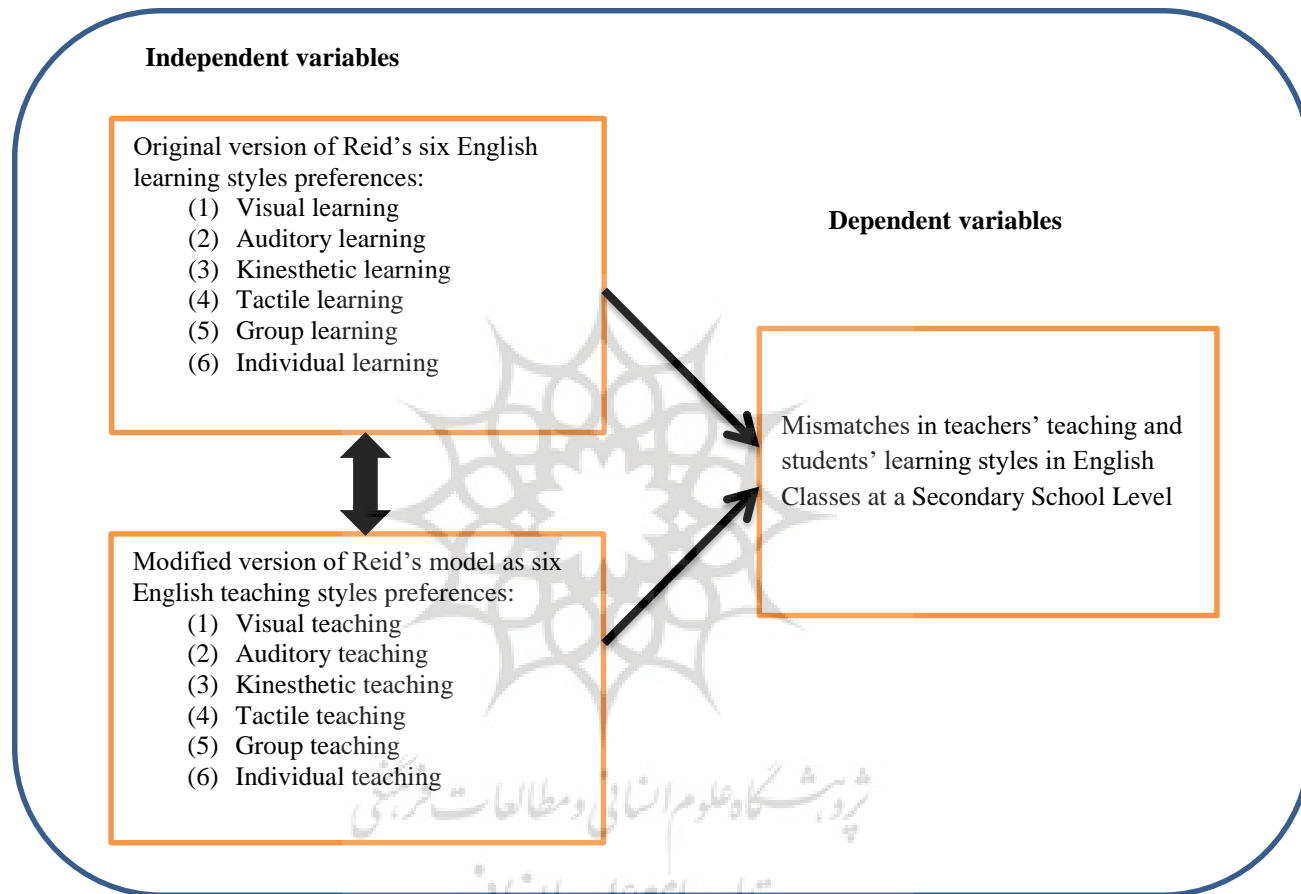 Independent variables
Original version of Reid’s six English
learning styles preferences:
(1) Visual learning
(2) Auditory learning
(3) Kinesthetic learning
(4) Tactile learning
(5) Group learning
(6) Individual learning
Dependent variables
Mismatches in teachers’ teaching and
students’ learning styles in English
Classes at a Secondary School Level
Modified version of Reid’s model as six
English teaching styles preferences:
(1) Visual teaching
(2) Auditory teaching
(3) Kinesthetic teaching
(4) Tactile teaching
(5) Group teaching
(6) Individual teaching
پژوهشگاه علوم انسانی و مطالعات فرهنگی